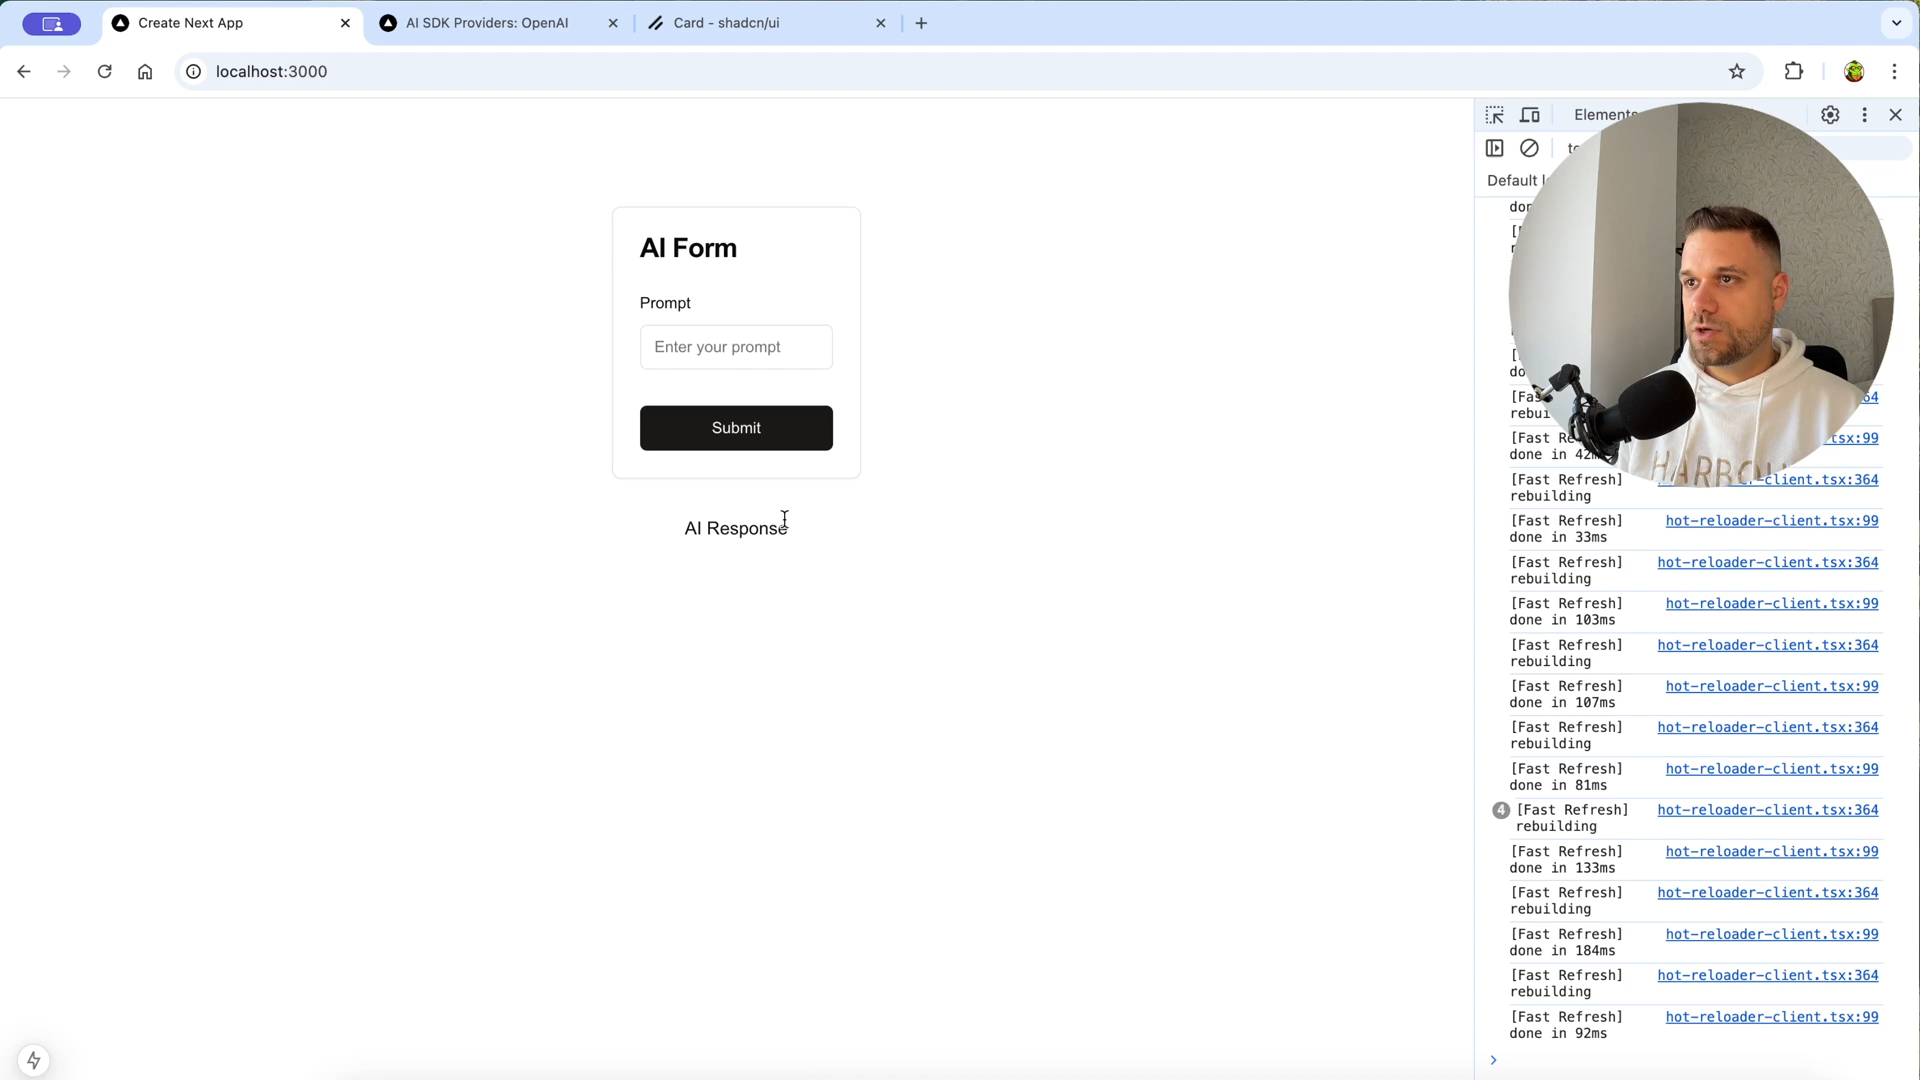 Create Next App
AI SDK Providers: OpenAI
Card - shadcn/ui
localhost:3000
Elements
Default
AI Form
Prompt
Enter your prompt
Submit
AI Response
[Fast Refresh] hot-reloader-client.tsx:364
rebuilding
[Fast Refresh] hot-reloader-client.tsx:99
done in 33ms
[Fast Refresh] hot-reloader-client.tsx:364
rebuilding
[Fast Refresh] hot-reloader-client.tsx:99
done in 103ms
[Fast Refresh] hot-reloader-client.tsx:364
rebuilding
[Fast Refresh] hot-reloader-client.tsx:99
done in 107ms
[Fast Refresh] hot-reloader-client.tsx:364
rebuilding
[Fast Refresh] hot-reloader-client.tsx:99
done in 81ms
4 [Fast Refresh] hot-reloader-client.tsx:364
rebuilding
[Fast Refresh] hot-reloader-client.tsx:99
done in 133ms
[Fast Refresh] hot-reloader-client.tsx:364
rebuilding
[Fast Refresh] hot-reloader-client.tsx:99
done in 184ms
[Fast Refresh] hot-reloader-client.tsx:364
rebuilding
[Fast Refresh] hot-reloader-client.tsx:99
done in 92ms